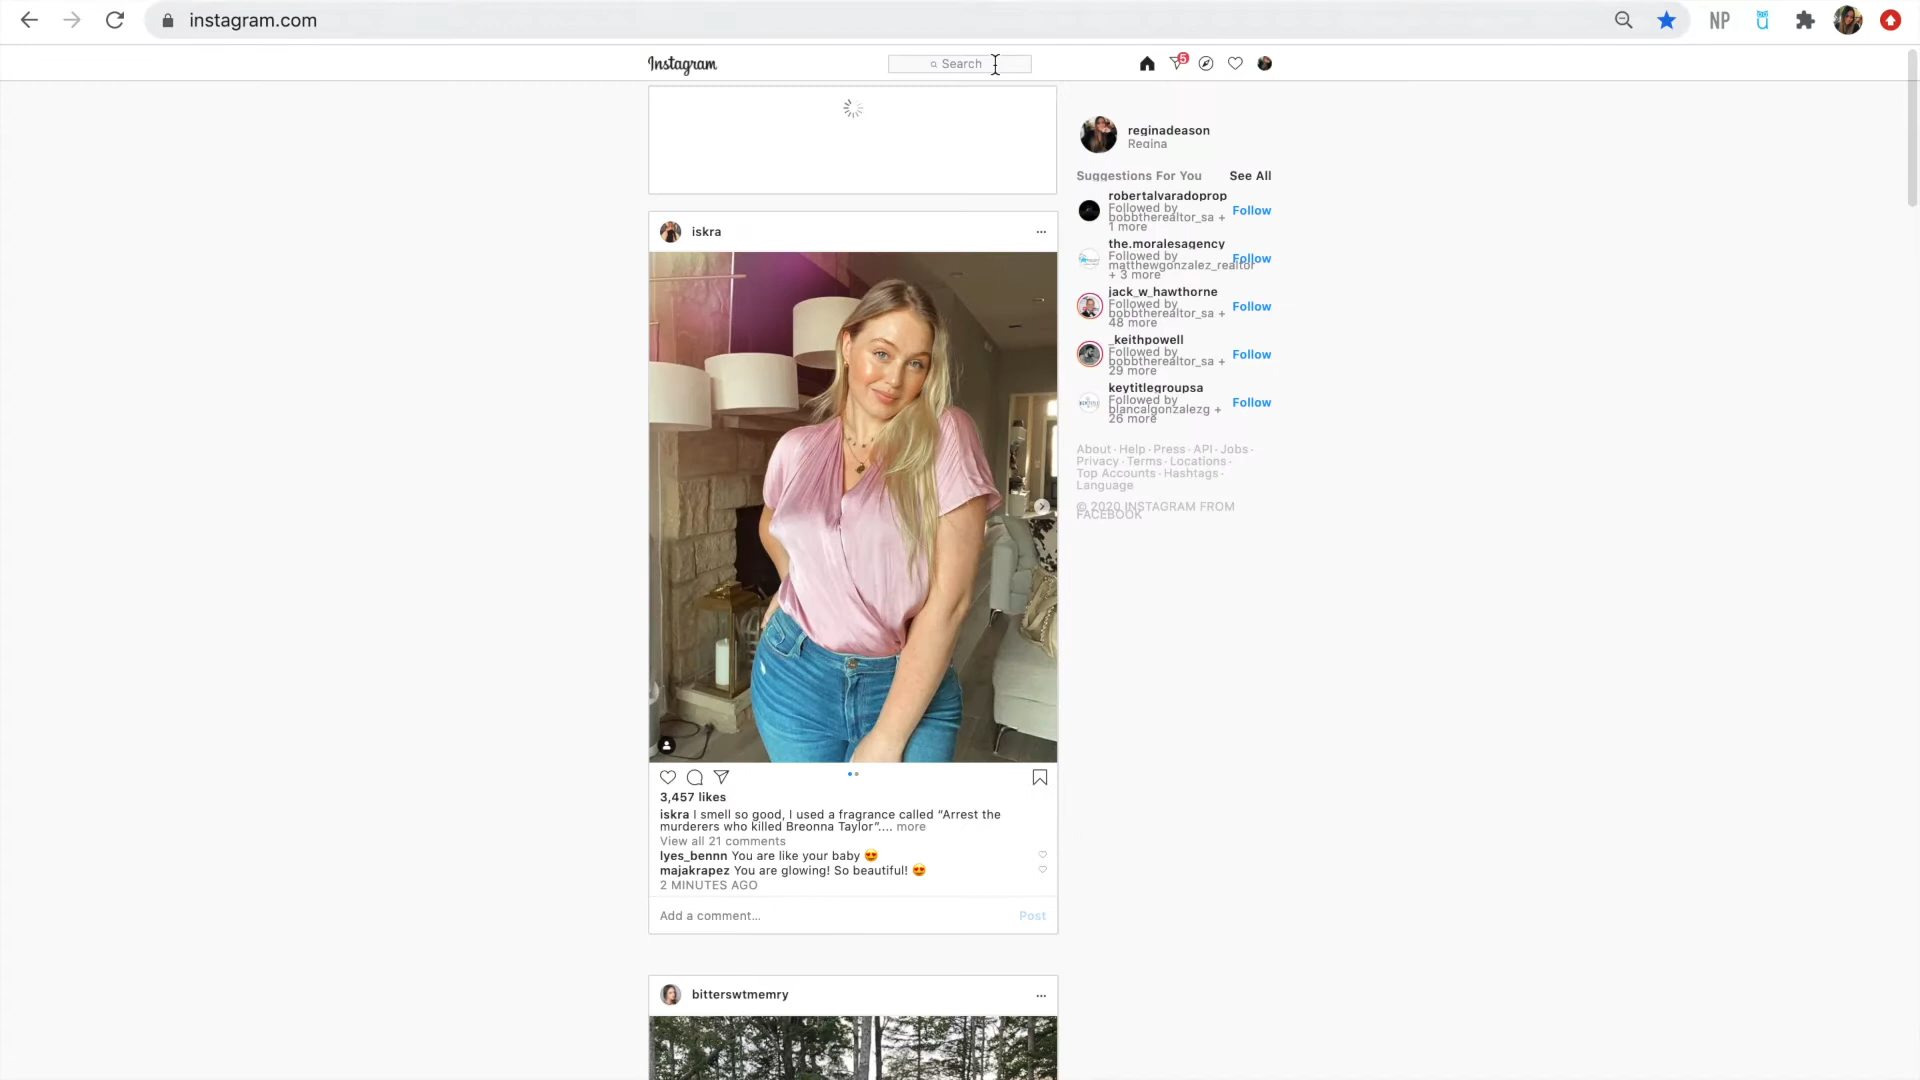 instagram.com
NP
Instagram
Search
5
iskra
3,457 likes
iskra I smell so good, I used a fragrance called “Arrest the
murderers who killed Breonna Taylor”.... more
View all 21 comments
lyes_bennn You are like your baby 😍
majakrapez You are glowing! So beautiful! 😍
2 MINUTES AGO
Add a comment...
Post
bitterswtmemry
reginadeason
Regina
Suggestions For You
See All
robertalvaradoprop
Followed by
bobbtherealtor_sa +
1 more
Follow
the.moralesagency
Followed by
matthewgonzalez_realtor
+ 3 more
Follow
jack_w_hawthorne
Followed by
bobbtherealtor_sa +
48 more
Follow
_keithpowell
Followed by
bobbtherealtor_sa +
29 more
Follow
keytitlegroupsa
Followed by
blancalgonzalezg +
26 more
Follow
About · Help · Press · API · Jobs ·
Privacy · Terms · Locations ·
Top Accounts · Hashtags ·
Language
© 2020 INSTAGRAM FROM
FACEBOOK